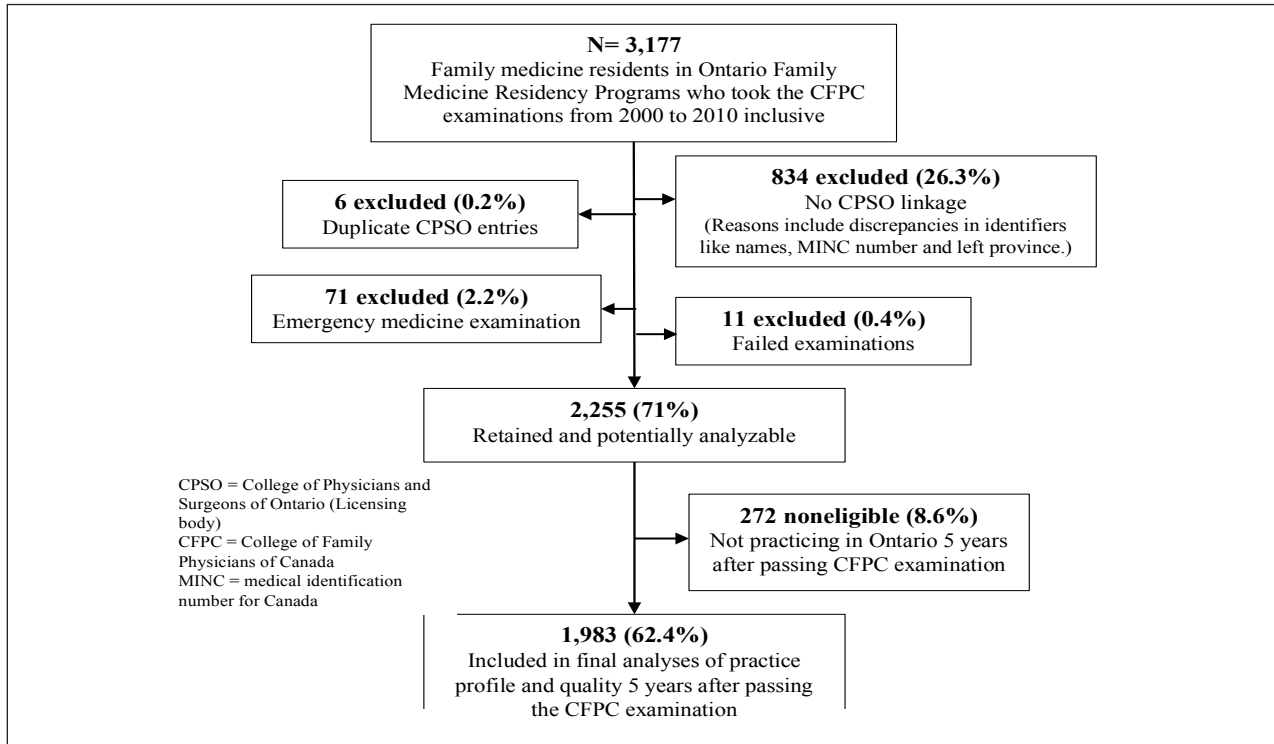 N= 3,177
Family medicine residents in Ontario Family
Medicine Residency Programs who took the CFPC
examinations from 2000 to 2010 inclusive
6 excluded (0.2%)
Duplicate CPSO entries
834 excluded (26.3%)
No CPSO linkage
(Reasons include discrepancies in identifiers
like names, MINC number and left province.)
71 excluded (2.2%)
Emergency medicine examination
11 excluded (0.4%)
Failed examinations
2,255 (71%)
Retained and potentially analyzable
CPSO = College of Physicians and
Surgeons of Ontario (Licensing
body)
CFPC = College of Family
Physicians of Canada
MINC = medical identification
number for Canada
272 noneligible (8.6%)
Not practicing in Ontario 5 years
after passing CFPC examination
1,983 (62.4%)
Included in final analyses of practice
profile and quality 5 years after passing
the CFPC examination